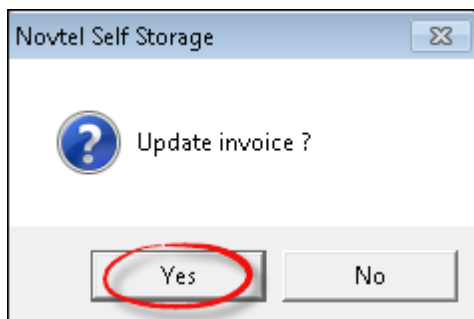 Novtel Self Storage
Update invoice ?
Yes
No